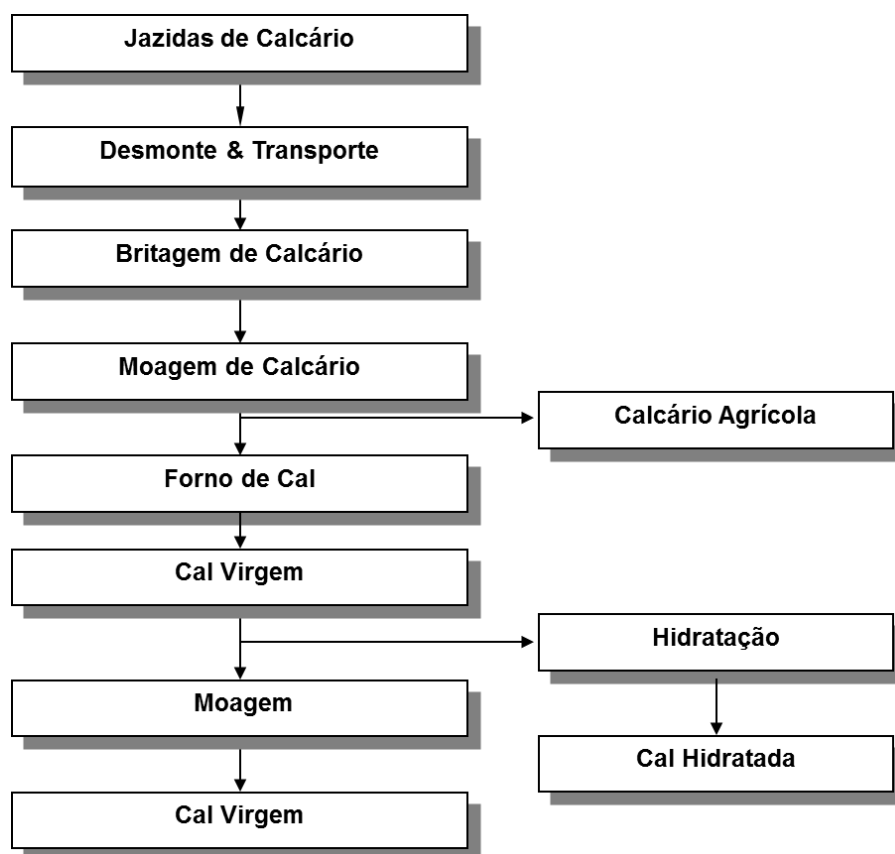 Jazidas de Calcário
Desmonte & Transporte
Britagem de Calcário
Moagem de Calcário
Calcário Agrícola
Forno de Cal
Cal Virgem
Hidratação
Moagem
Cal Hidratada
Cal Virgem